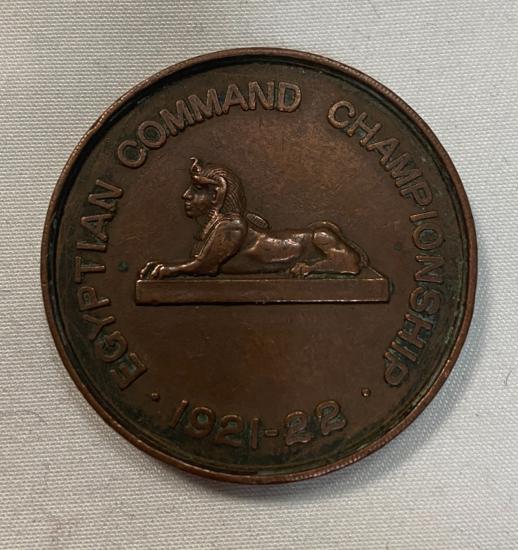 EGYPTIAN COMMAND CHAMPIONSHIP
· 1921-22 ·